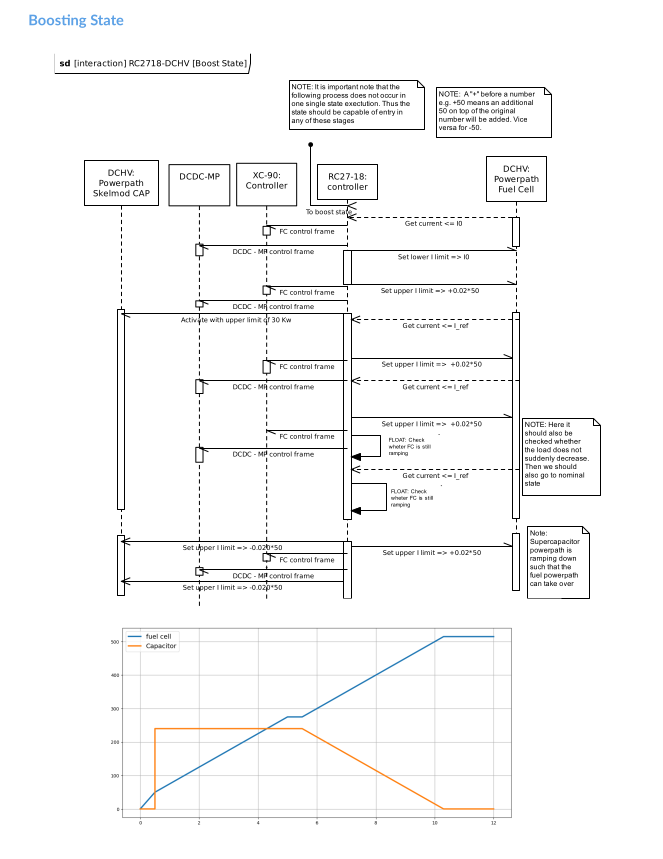 Boosting State
sd [interaction] RC2718-DCHV [Boost State]
NOTE: It is important note that the
following process does not occur in
one single state execution. Thus the
state should be capable of entry in
any of these stages
NOTE: A "+" before a number
e.g. +50 means an additional
50 on top of the original
number will be added. Vice
versa for -50.
DCHV:
Powerpath
Skelmod CAP
DCDC-MP
XC-90:
Controller
RC27-18:
controller
DCHV:
Powerpath
Fuel Cell
To boost state
Get current <= I0
FC control frame
DCDC - MP control frame
Set lower I limit => I0
FC control frame
Set upper I limit => +0.02*50
DCDC - MP control frame
Activate with upper limit of 30 Kw
Get current <= I_ref
Set upper I limit => +0.02*50
FC control frame
DCDC - MP control frame
Get current <= I_ref
Set upper I limit => +0.02*50
FC control frame
FLOAT: Check
wheter FC is still
ramping
DCDC - MP control frame
Get current <= I_ref
FLOAT: Check
wheter FC is still
ramping
NOTE: Here it
should also be
checked whether
the load does not
suddenly decrease.
Then we should
also go to nominal
state
Set upper I limit => -0.020*50
Set upper I limit => +0.02*50
FC control frame
DCDC - MP control frame
Set upper I limit => -0.020*50
Note:
Supercapacitor
powerpath is
ramping down
such that the
fuel powerpath
can take over
fuel cell
Capacitor
500
400
300
200
100
0
0 2 4 6 8 10 12